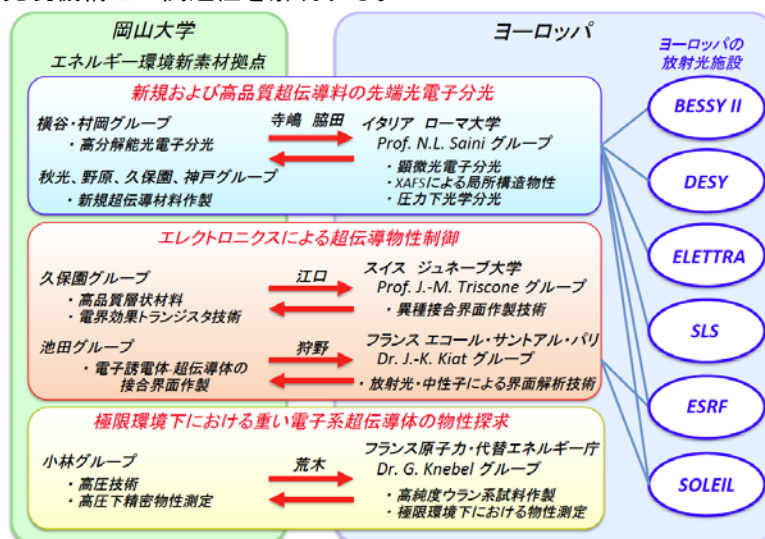 岡山大学
エネルギー環境新素材拠点
ヨーロッパ
ヨーロッパの
放射光施設
新規および高品質超伝導料の先端光電子分光
横谷・村岡グループ
・高分解能光電子分光
秋光、野原、久保園、神戸グループ
・新規超伝導材料作製
寺嶋 脇田
イタリア ローマ大学
Prof. N.L. Saini グループ
・顕微光電子分光
・XAFSによる局所構造物性
・圧力下光学分光
エレクトロニクスによる超伝導物性制御
久保園グループ
・高品質層状材料
・電界効果トランジスタ技術
江口
スイス ジュネーブ大学
Prof. J.-M. Triscone グループ
・異種接合界面作製技術
池田グループ
・電子誘電体-超伝導体の
接合界面作製
狩野
フランス エコール・サントアル・パリ
Dr. J.-K. Kiat グループ
・放射光・中性子による界面解析技術
極限環境下における重い電子系超伝導体の物性探求
小林グループ
・高圧技術
・高圧下精密物性測定
荒木
フランス原子力・代替エネルギー庁
Dr. G. Knebel グループ
・高純度ウラン系試料作製
・極限環境下における物性測定
BESSY II
DESY
ELETTRA
SLS
ESRF
SOLEIL